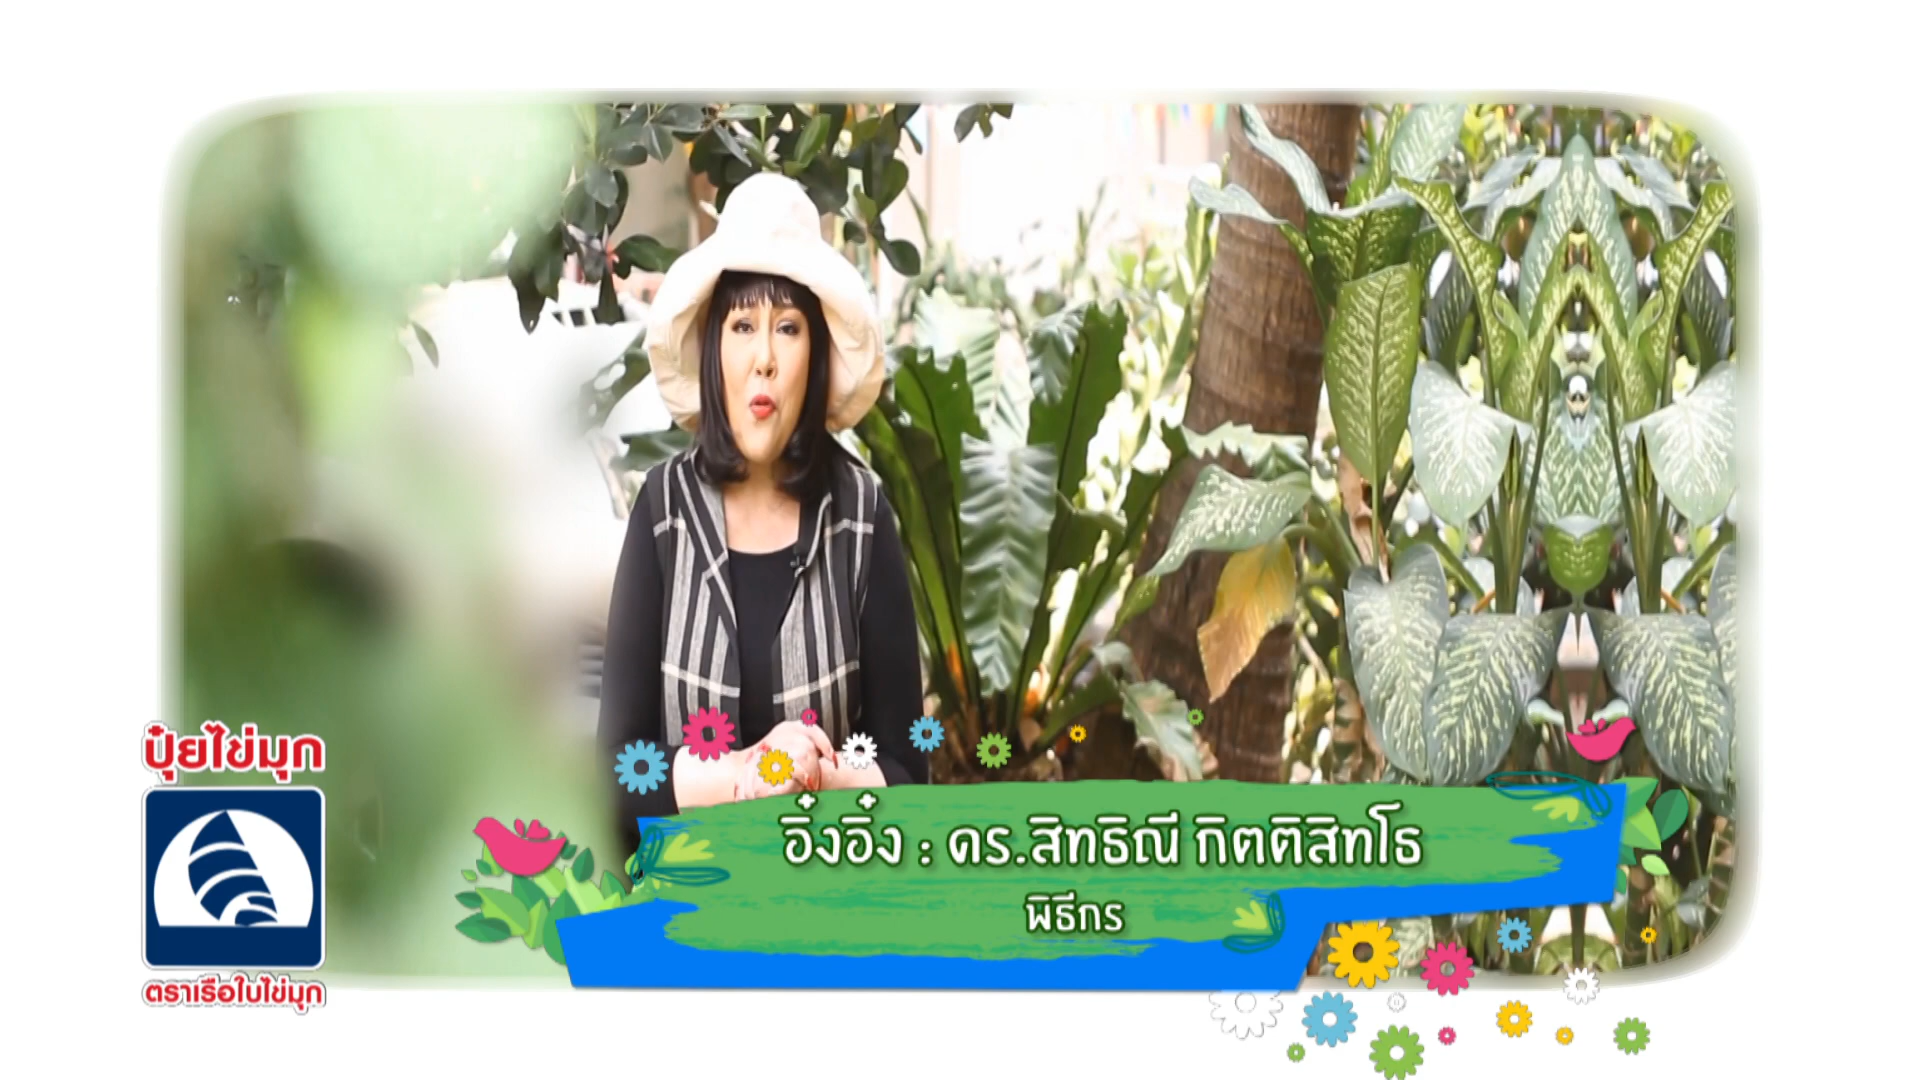 ปุ๋ยไข่มุก
ตราเรือใบไข่มุก
อิ๋งอิ๋ง : ดร.สิทธิณี กิตติสิทโธ
พิธีกร